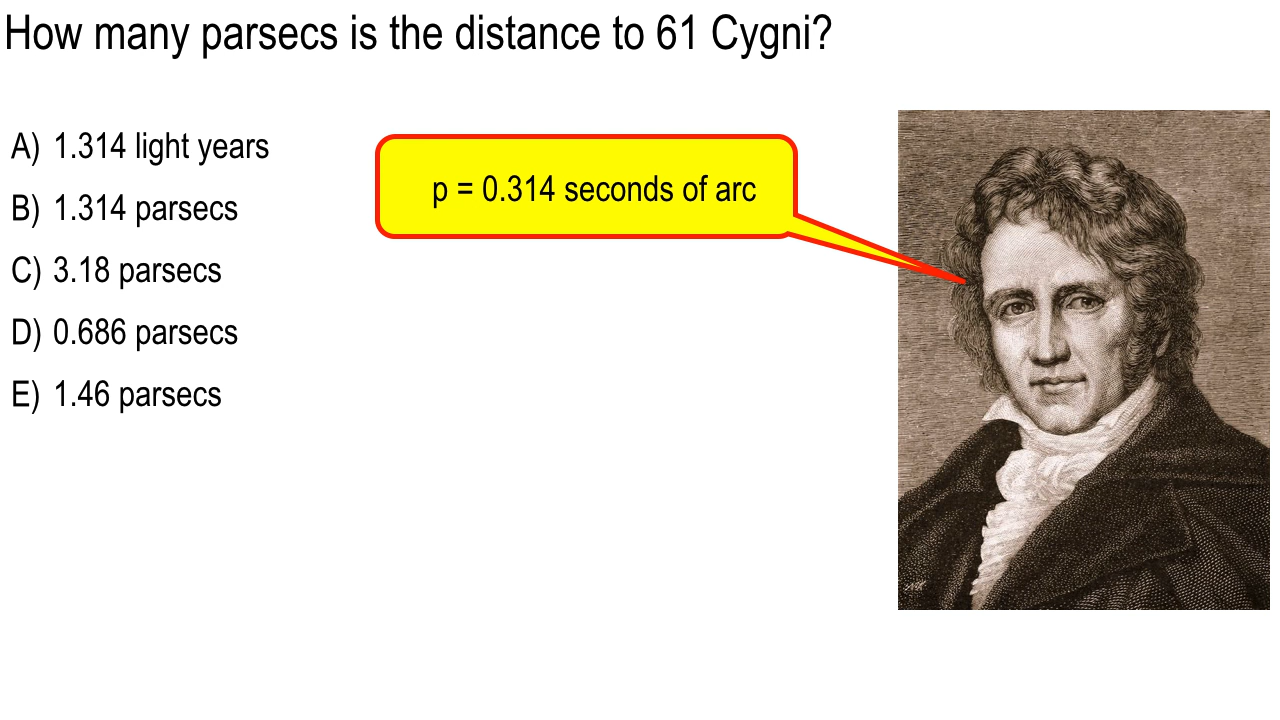 How many parsecs is the distance to 61 Cygni?
A) 1.314 light years
B) 1.314 parsecs
C) 3.18 parsecs
D) 0.686 parsecs
E) 1.46 parsecs
p = 0.314 seconds of arc